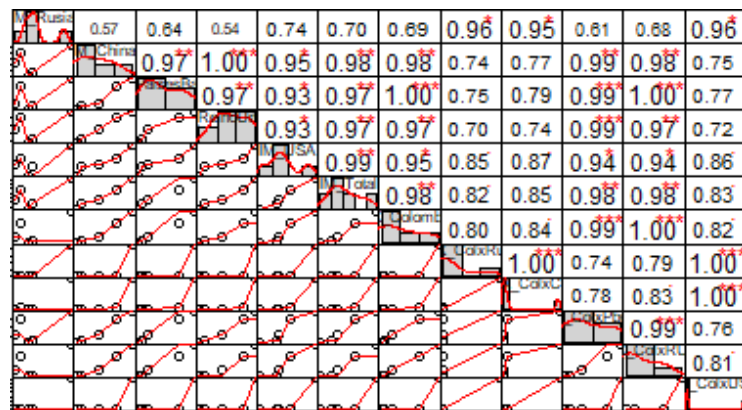 Rusia 0.57 0.64 0.54 0.74 0.70 0.69 0.96* 0.95* 0.61 0.68 0.96*
China 0.97** 1.00*** 0.95* 0.98** 0.98** 0.74 0.77 0.99** 0.98** 0.75
0.97** 0.93* 0.97** 1.00*** 0.75 0.79 0.99*** 1.00*** 0.77
0.93* 0.97** 0.97** 0.70 0.74 0.99*** 0.97** 0.72
USA 0.99** 0.95* 0.85. 0.87. 0.94* 0.94* 0.86.
Total 0.98** 0.82. 0.85. 0.98** 0.98** 0.83.
Colomb 0.80 0.84. 0.99*** 1.00*** 0.82.
CalxRu 1.00*** 0.74 0.79 1.00***
_CalxC 0.78 0.83. 1.00***
0.99*** 0.76
CalxRU 0.81.
CalxUS